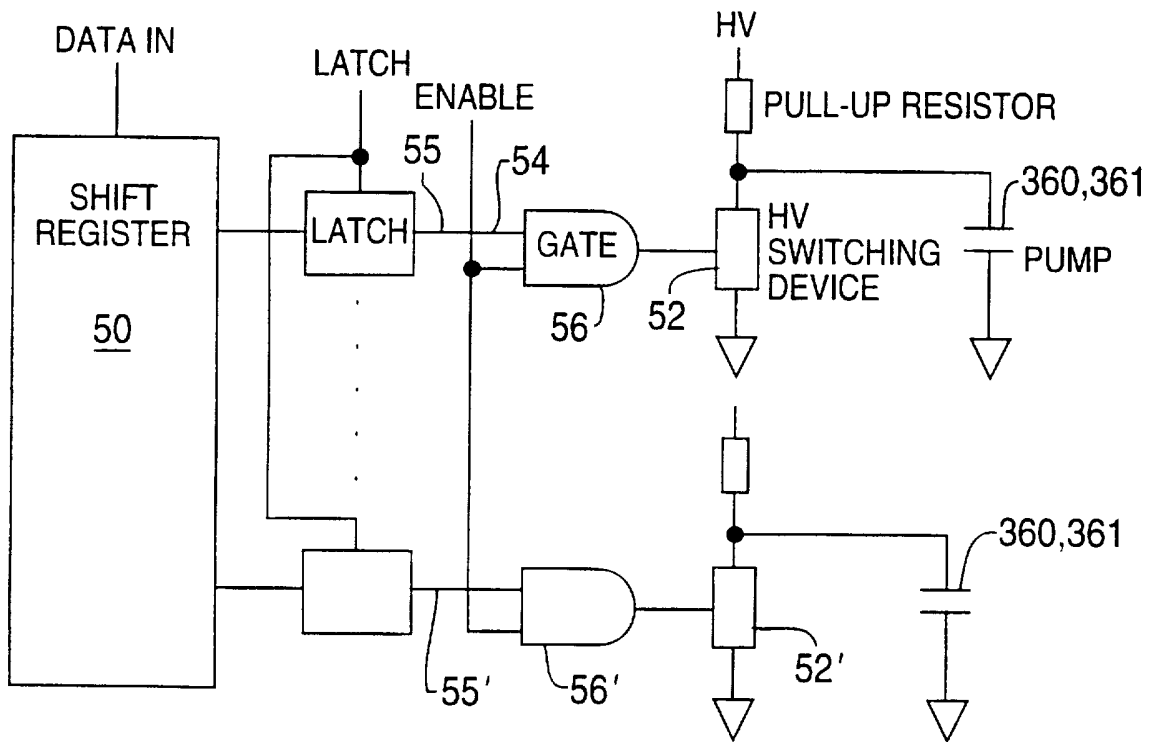 DATA IN
LATCH
ENABLE
HV
PULL-UP RESISTOR
SHIFT
REGISTER
50
LATCH
55
54
GATE
56
HV
SWITCHING
DEVICE
52
360,361
PUMP
55'
56'
52'
360,361